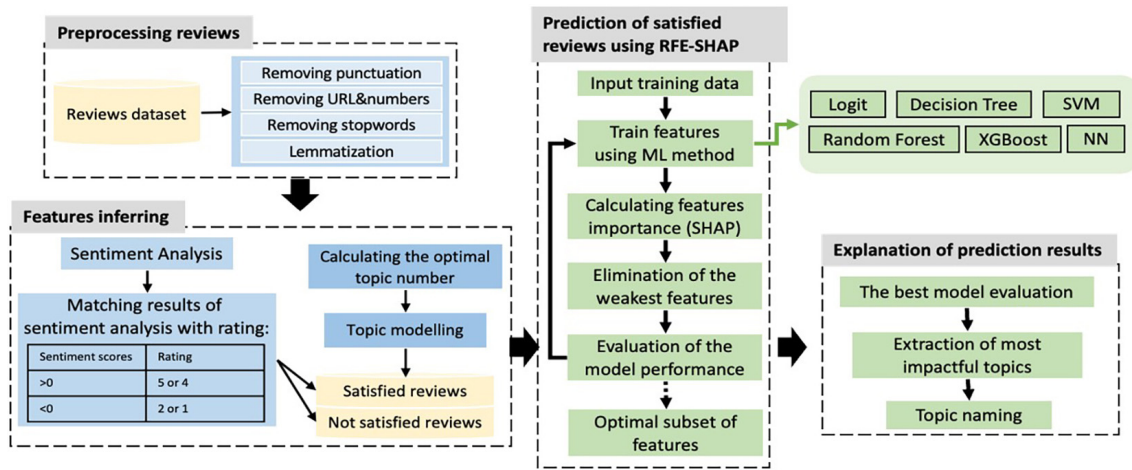 Preprocessing reviews
Reviews dataset
Removing punctuation
Removing URL&numbers
Removing stopwords
Lemmatization
Features inferring
Sentiment Analysis
Matching results of
sentiment analysis with rating:
Sentiment scores Rating
>0 5 or 4
<0 2 or 1
Calculating the optimal
topic number
Topic modelling
Satisfied reviews
Not satisfied reviews
Prediction of satisfied
reviews using RFE-SHAP
Input training data
Train features
using ML method
Calculating features
importance (SHAP)
Elimination of the
weakest features
Evaluation of the
model performance
Optimal subset of
features
Logit Decision Tree SVM
Random Forest XGBoost NN
Explanation of prediction results
The best model evaluation
Extraction of most
impactful topics
Topic naming